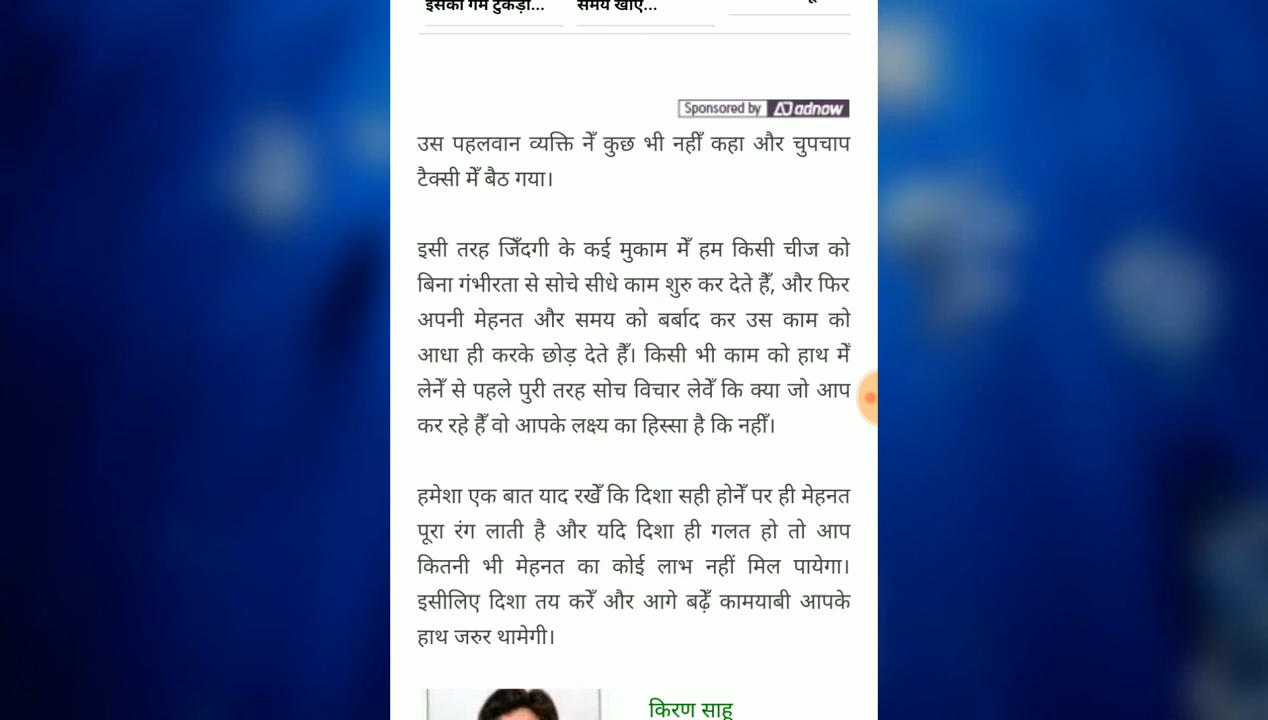 इसका गर्म टुकड़ा...
समय खाएं...
Sponsored by adnow
उस पहलवान व्यक्ति नेँ कुछ भी नहीँ कहा और चुपचाप
टैक्सी मेँ बैठ गया।
इसी तरह जिँदगी के कई मुकाम मेँ हम किसी चीज को
बिना गंभीरता से सोचे सीधे काम शुरु कर देते हैँ, और फिर
अपनी मेहनत और समय को बर्बाद कर उस काम को
आधा ही करके छोड़ देते हैँ। किसी भी काम को हाथ मेँ
लेनेँ से पहले पुरी तरह सोच विचार लेवेँ कि क्या जो आप
कर रहे हैँ वो आपके लक्ष्य का हिस्सा है कि नहीँ।
हमेशा एक बात याद रखेँ कि दिशा सही होनेँ पर ही मेहनत
पूरा रंग लाती है और यदि दिशा ही गलत हो तो आप
कितनी भी मेहनत का कोई लाभ नहीं मिल पायेगा।
इसीलिए दिशा तय करेँ और आगे बढ़ेँ कामयाबी आपके
हाथ जरुर थामेगी।
किरण साहू